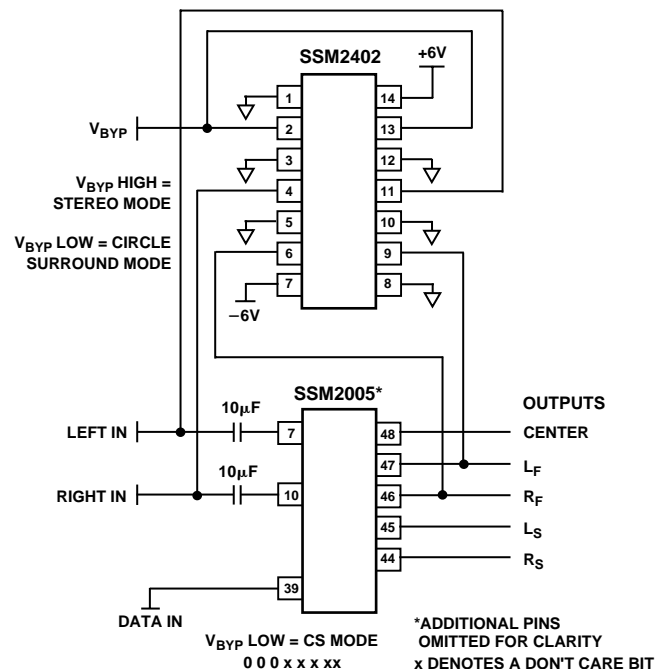 SSM2402
+6V
1
14
V_BYP
2
13
3
12
V_BYP HIGH =
STEREO MODE
4
11
5
10
V_BYP LOW = CIRCLE
SURROUND MODE
6
9
7
8
−6V
SSM2005*
OUTPUTS
10µF
LEFT IN
7
48
CENTER
47
L_F
10µF
RIGHT IN
10
46
R_F
45
L_S
44
R_S
39
DATA IN
V_BYP LOW = CS MODE
0 0 0 x x x xx
*ADDITIONAL PINS
OMITTED FOR CLARITY
x DENOTES A DON'T CARE BIT